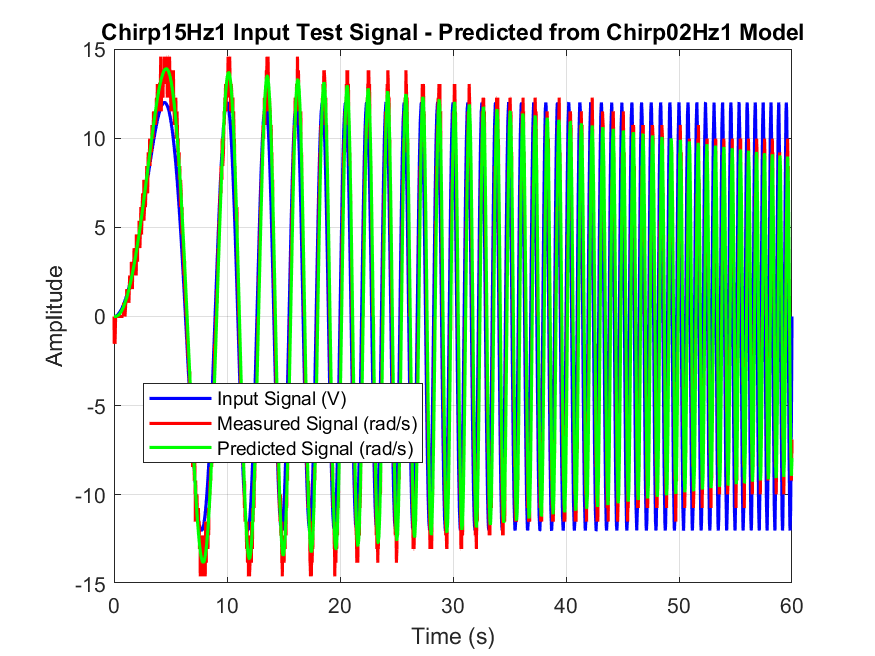 Chirp15Hz1 Input Test Signal - Predicted from Chirp02Hz1 Model
15
10
5
0
-5
-10
-15
Amplitude
Input Signal (V)
Measured Signal (rad/s)
Predicted Signal (rad/s)
0 10 20 30 40 50 60
Time (s)